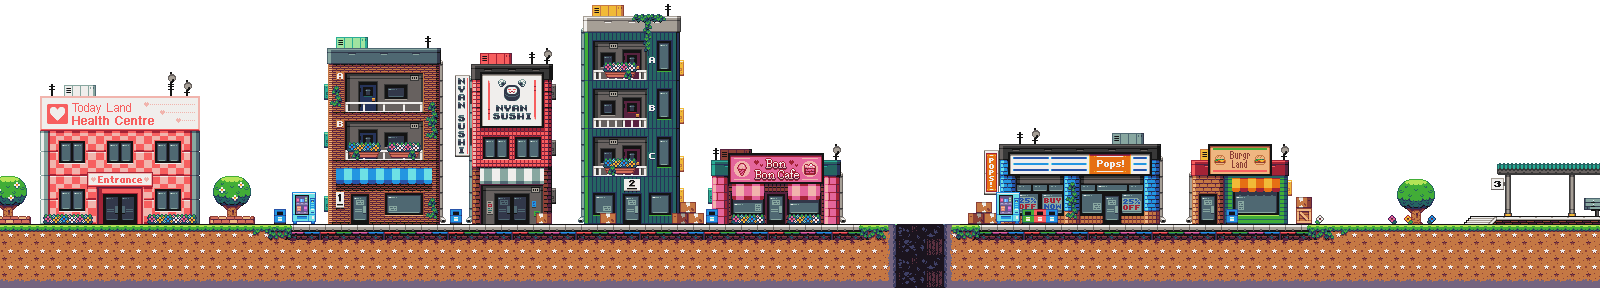 Today Land
Health Centre
Entrance
A
B
1
NYAN SUSHI
NYAN
SUSHI
A
B
C
2
Bon
Bon Cafe
POPS!
Pops!
25%
OFF
BUY
NOW
25%
OFF
Burgr
Land
3